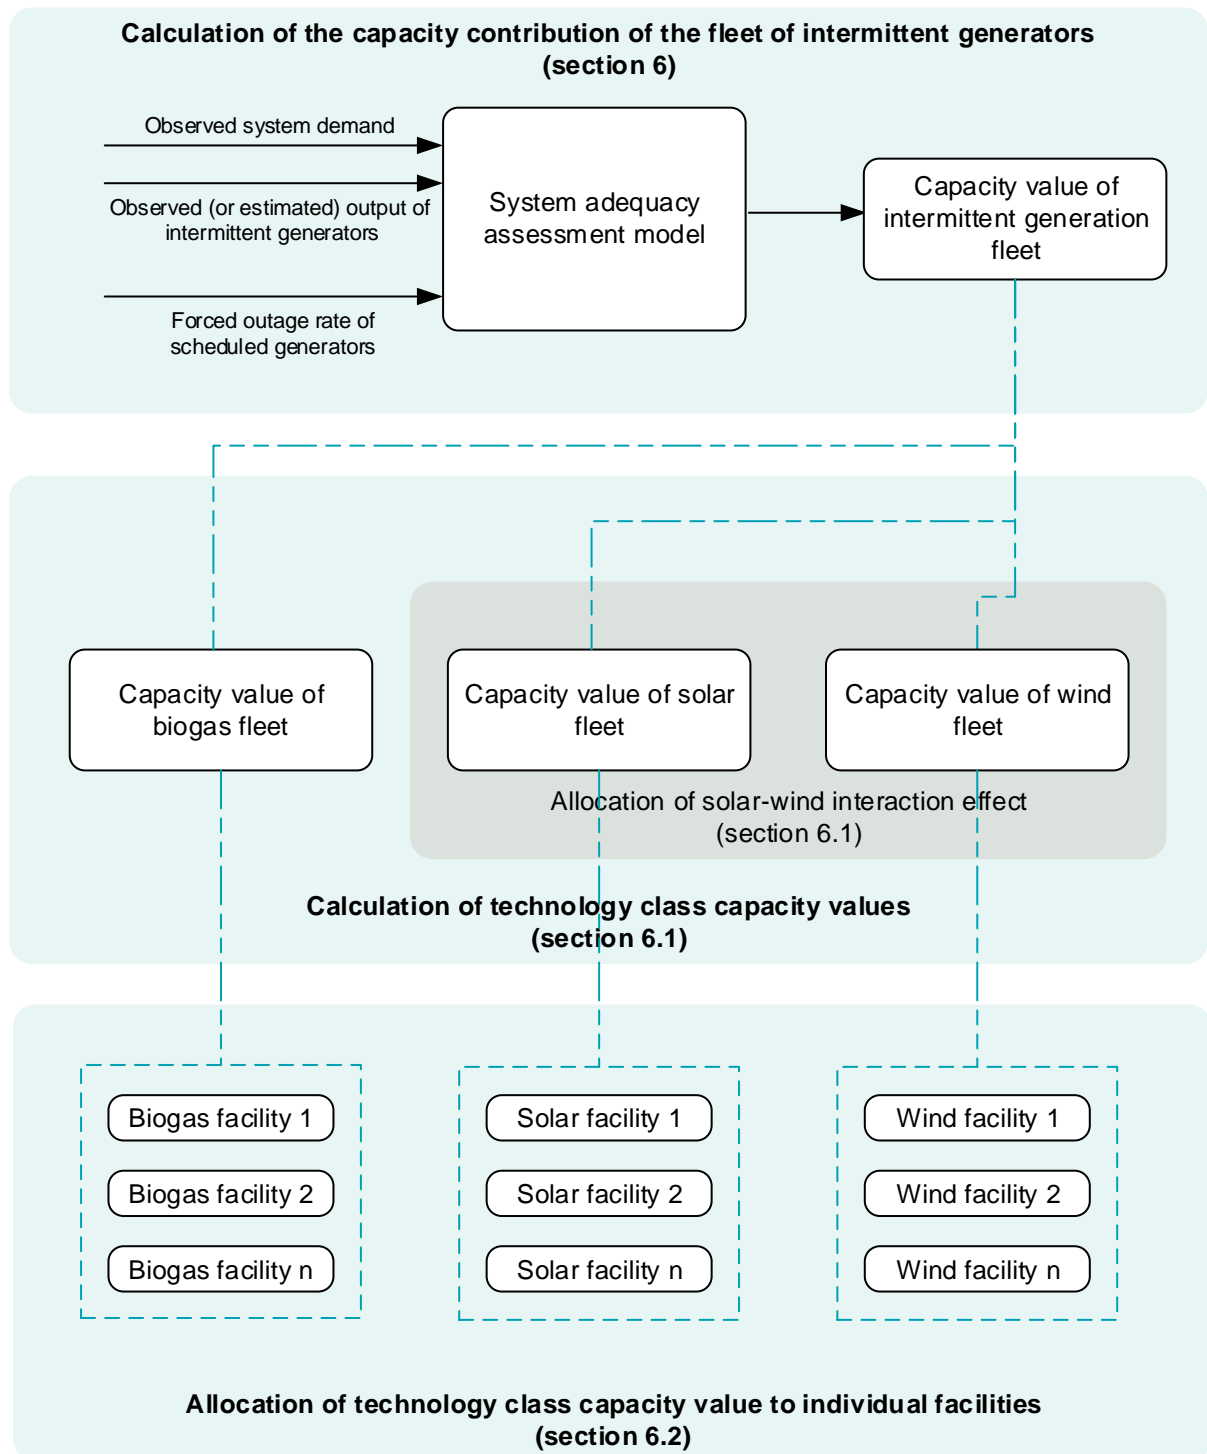 Calculation of the capacity contribution of the fleet of intermittent generators
(section 6)
Observed system demand
Observed (or estimated) output of
intermittent generators
Forced outage rate of
scheduled generators
System adequacy
assessment model
Capacity value of
intermittent generation
fleet
Capacity value of
biogas fleet
Capacity value of solar
fleet
Capacity value of wind
fleet
Allocation of solar-wind interaction effect
(section 6.1)
Calculation of technology class capacity values
(section 6.1)
Biogas facility 1
Biogas facility 2
Biogas facility n
Solar facility 1
Solar facility 2
Solar facility n
Wind facility 1
Wind facility 2
Wind facility n
Allocation of technology class capacity value to individual facilities
(section 6.2)